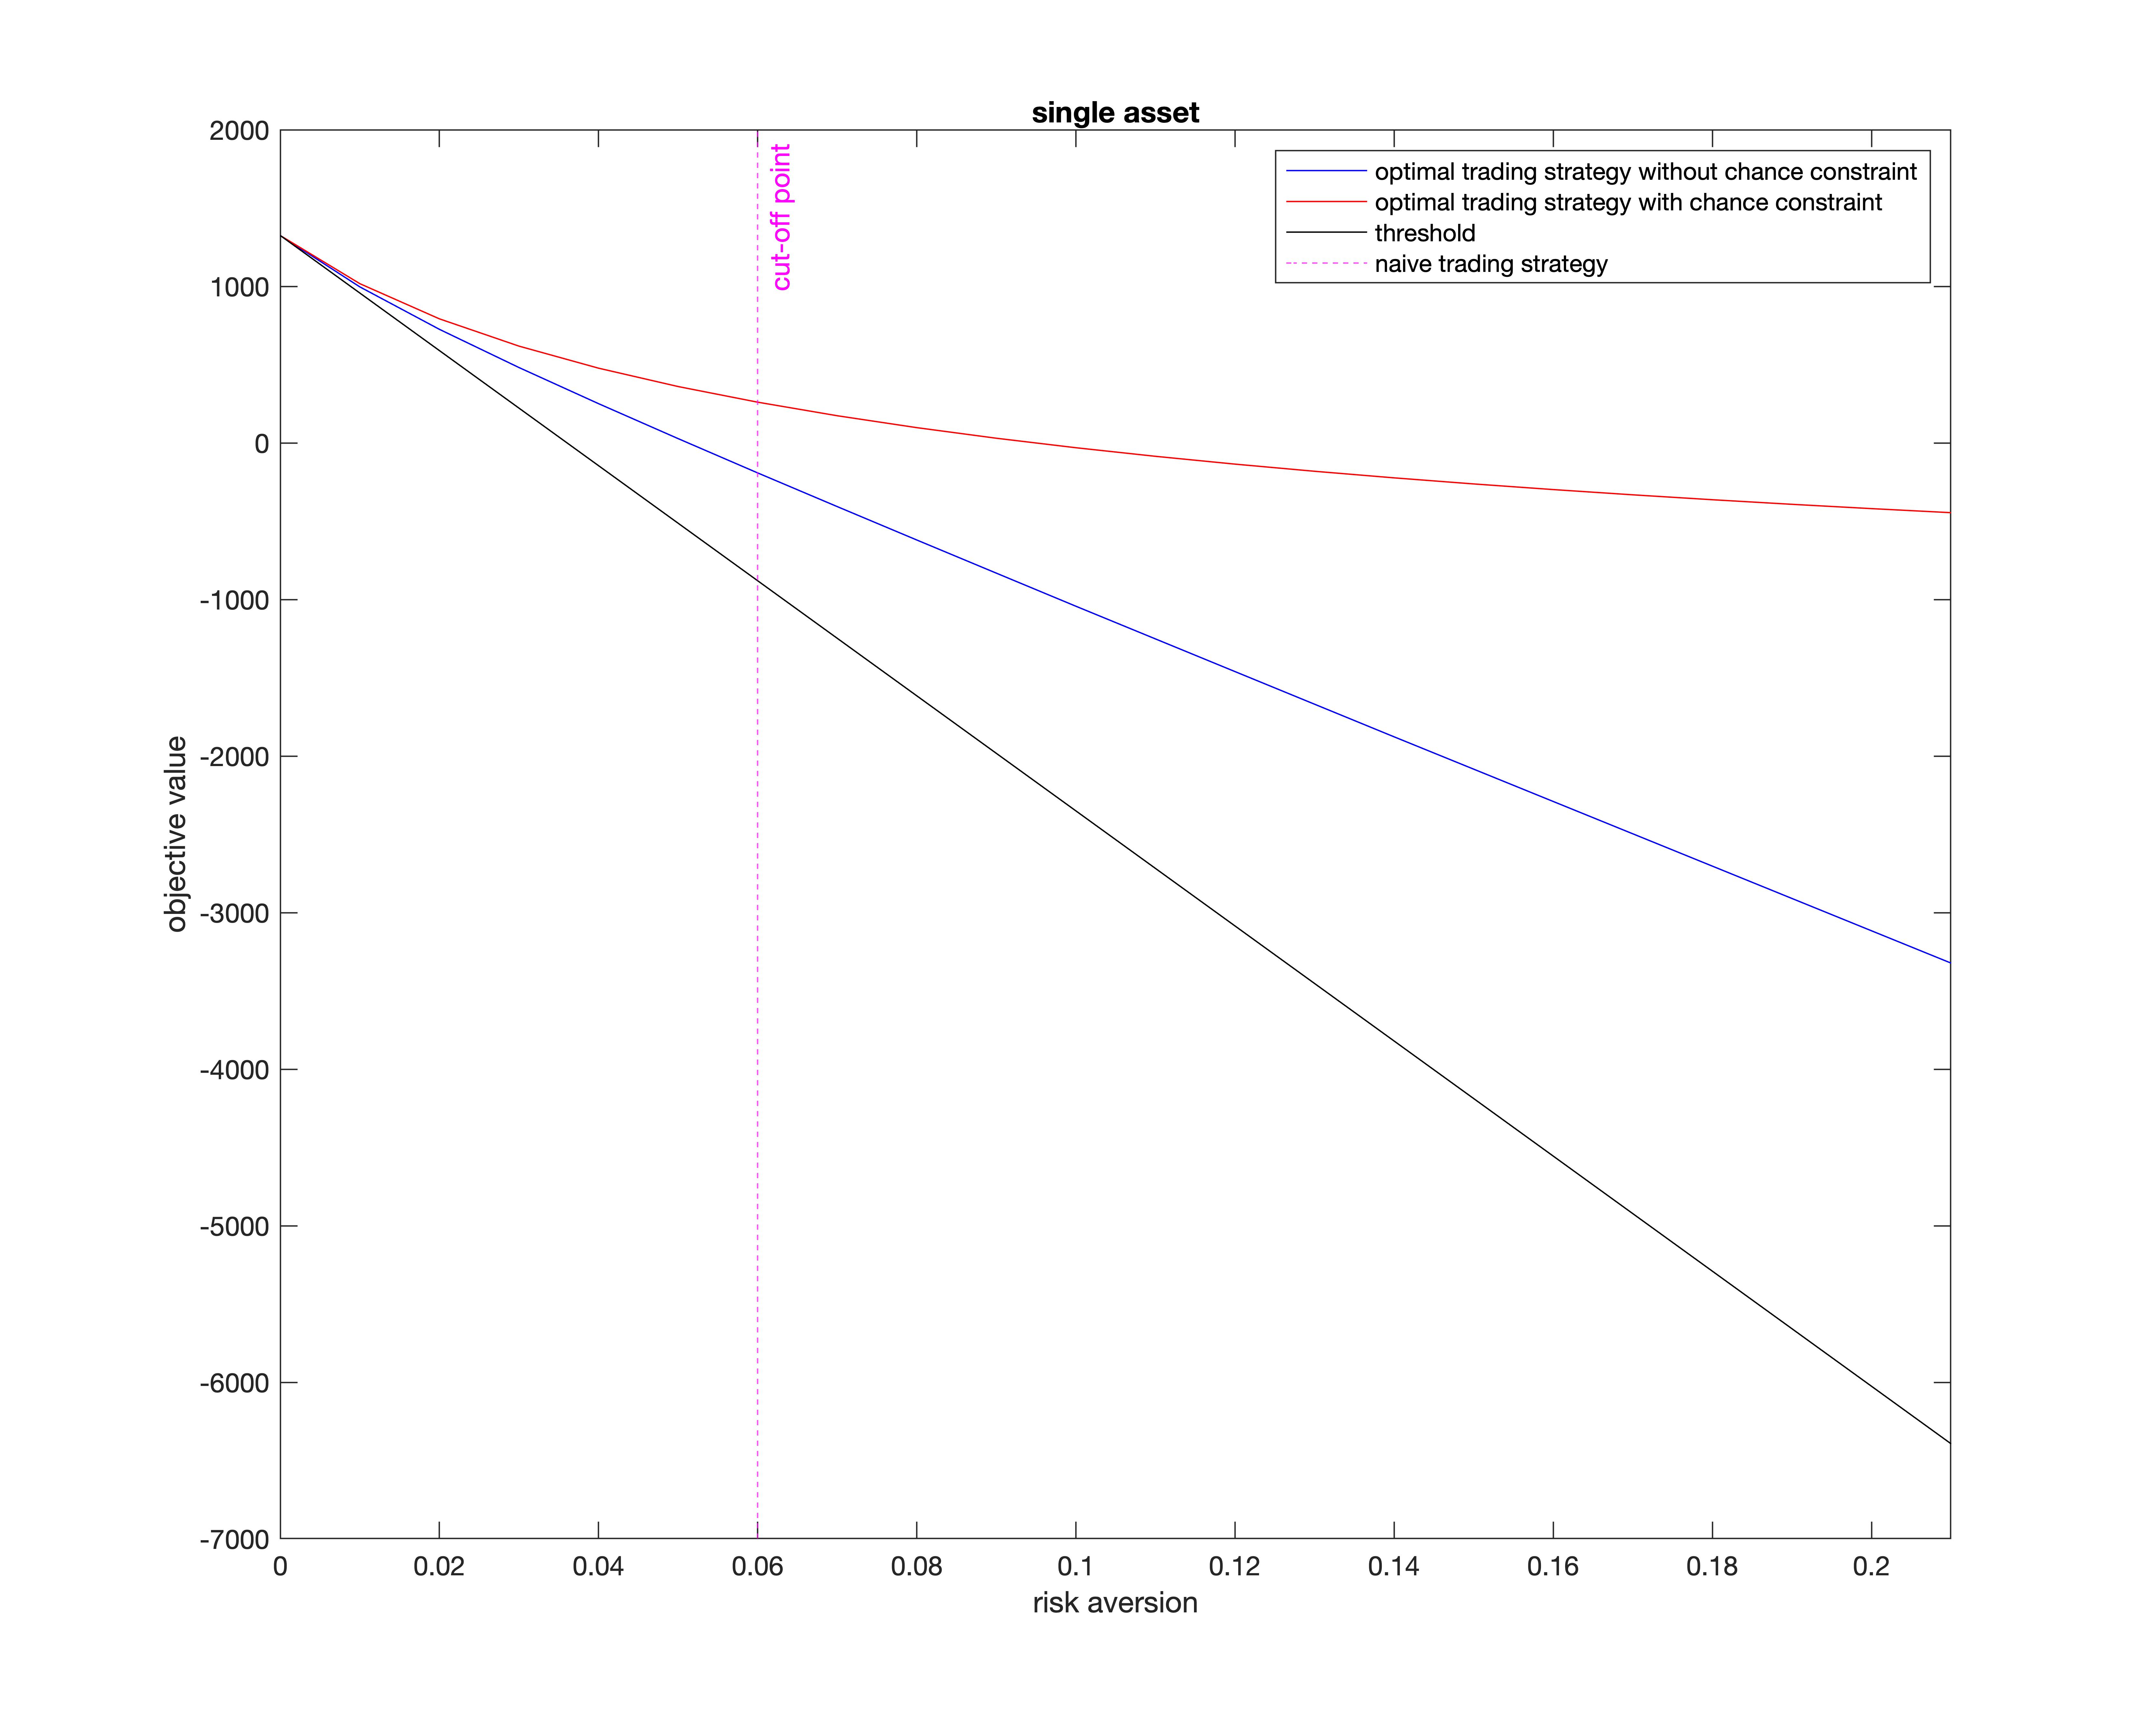 single asset
2000
1000
0
-1000
-2000
-3000
-4000
-5000
-6000
-7000
objective value
cut-off point
optimal trading strategy without chance constraint
optimal trading strategy with chance constraint
threshold
naive trading strategy
0 0.02 0.04 0.06 0.08 0.1 0.12 0.14 0.16 0.18 0.2
risk aversion